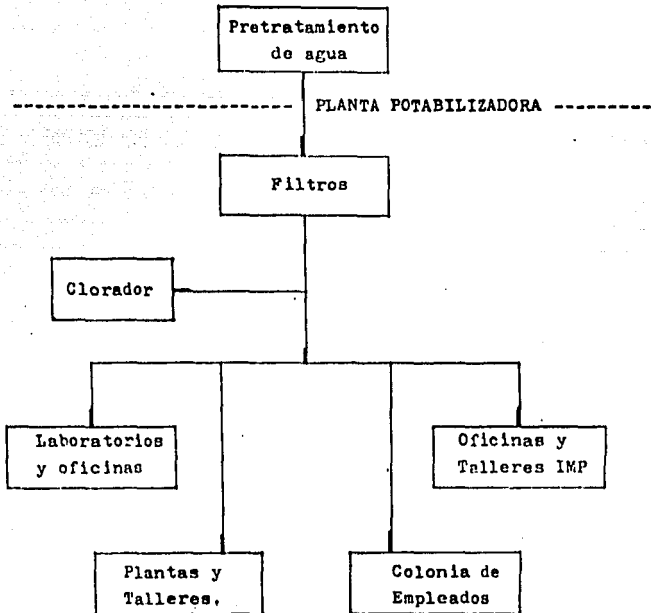 Pretratamiento
de agua
PLANTA POTABILIZADORA
Filtros
Clorador
Laboratorios
y oficinas
Oficinas y
Talleres IMP
Plantas y
Talleres.
Colonia de
Empleados